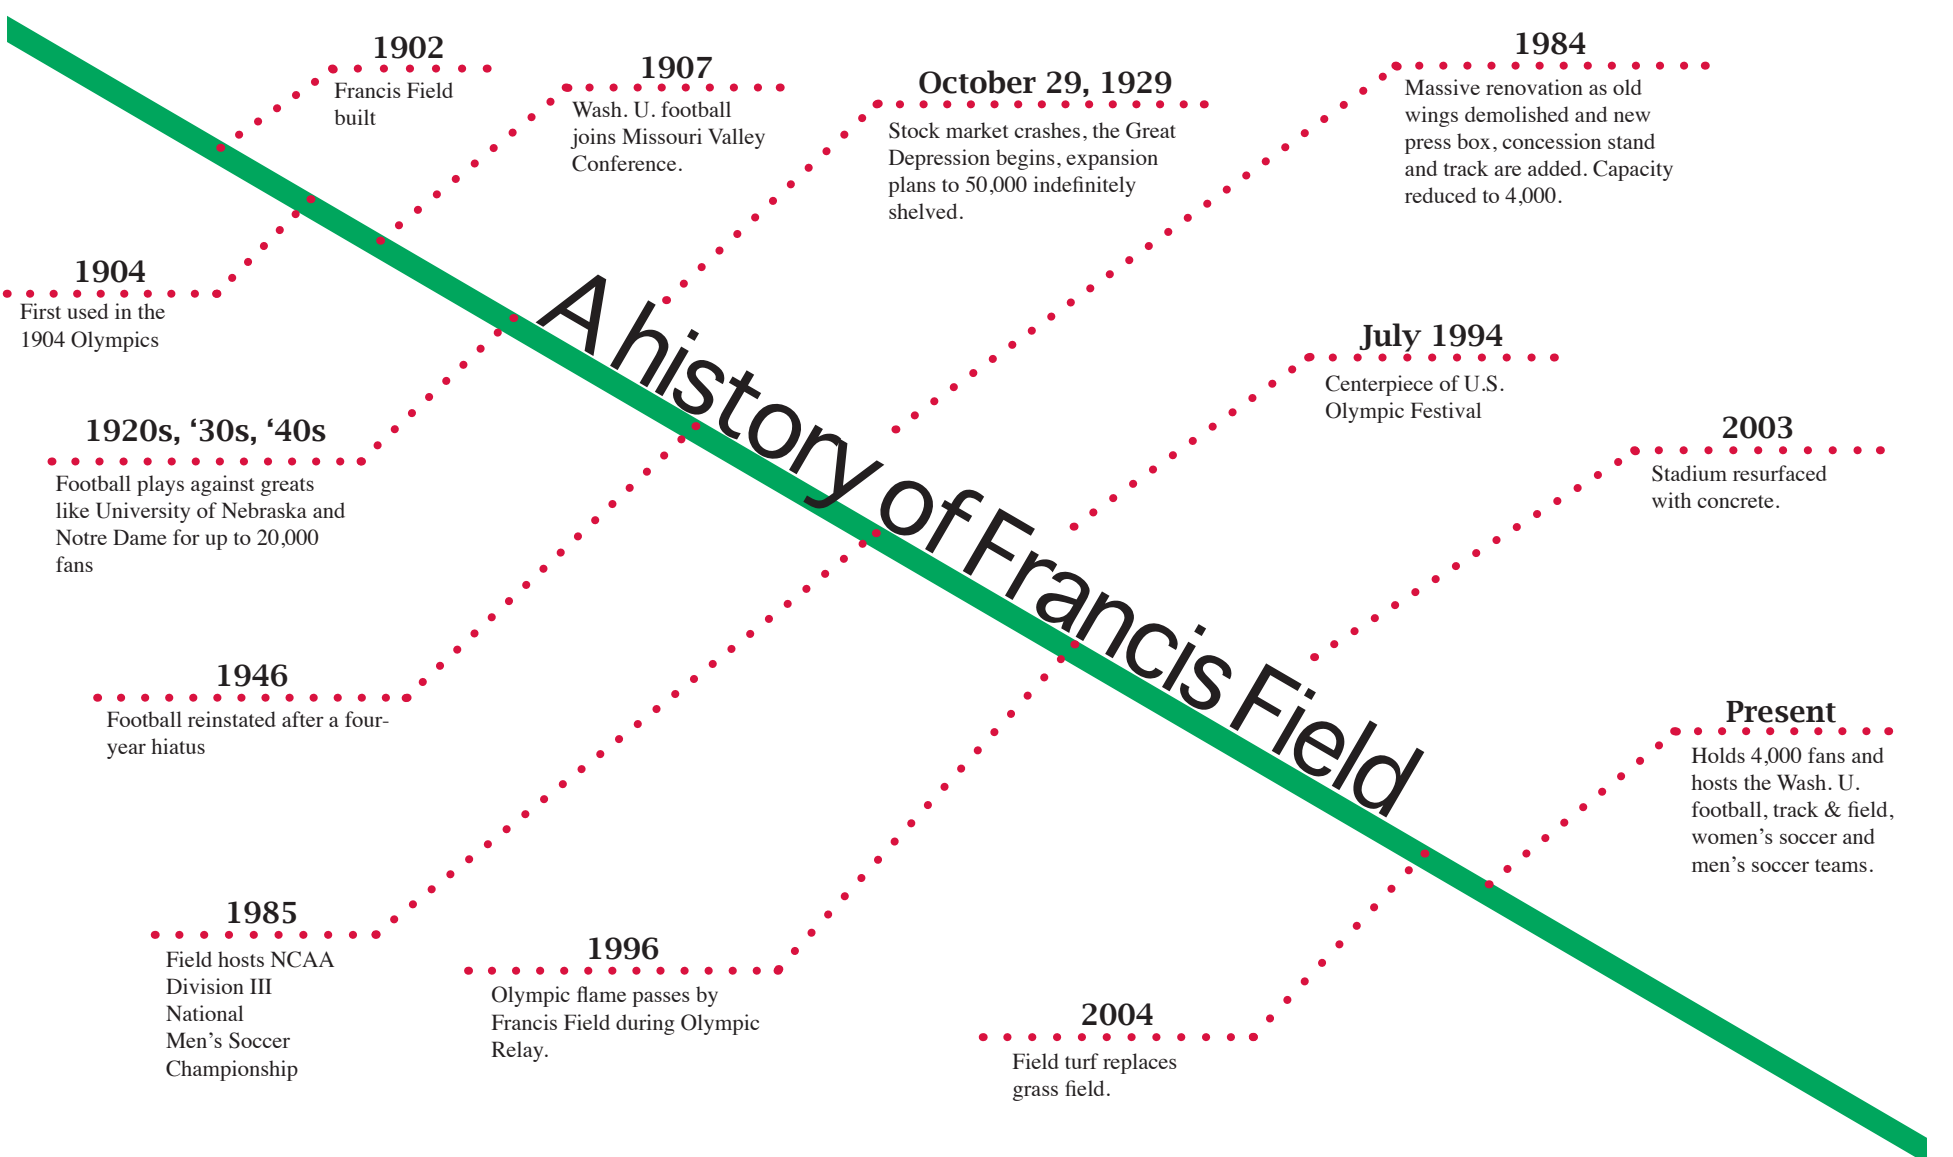 1902
Francis Field
built
1907
Wash. U. football
joins Missouri Valley
Conference.
October 29, 1929
Stock market crashes, the Great
Depression begins, expansion
plans to 50,000 indefinitely
shelved.
1984
Massive renovation as old
wings demolished and new
press box, concession stand
and track are added. Capacity
reduced to 4,000.
1904
First used in the
1904 Olympics
A history of Francis Field
July 1994
Centerpiece of U.S.
Olympic Festival
1920s, ‘30s, ‘40s
Football plays against greats
like University of Nebraska and
Notre Dame for up to 20,000
fans
2003
Stadium resurfaced
with concrete.
1946
Football reinstated after a four-
year hiatus
Present
Holds 4,000 fans and
hosts the Wash. U.
football, track & field,
women’s soccer and
men’s soccer teams.
1985
Field hosts NCAA
Division III
National
Men’s Soccer
Championship
1996
Olympic flame passes by
Francis Field during Olympic
Relay.
2004
Field turf replaces
grass field.